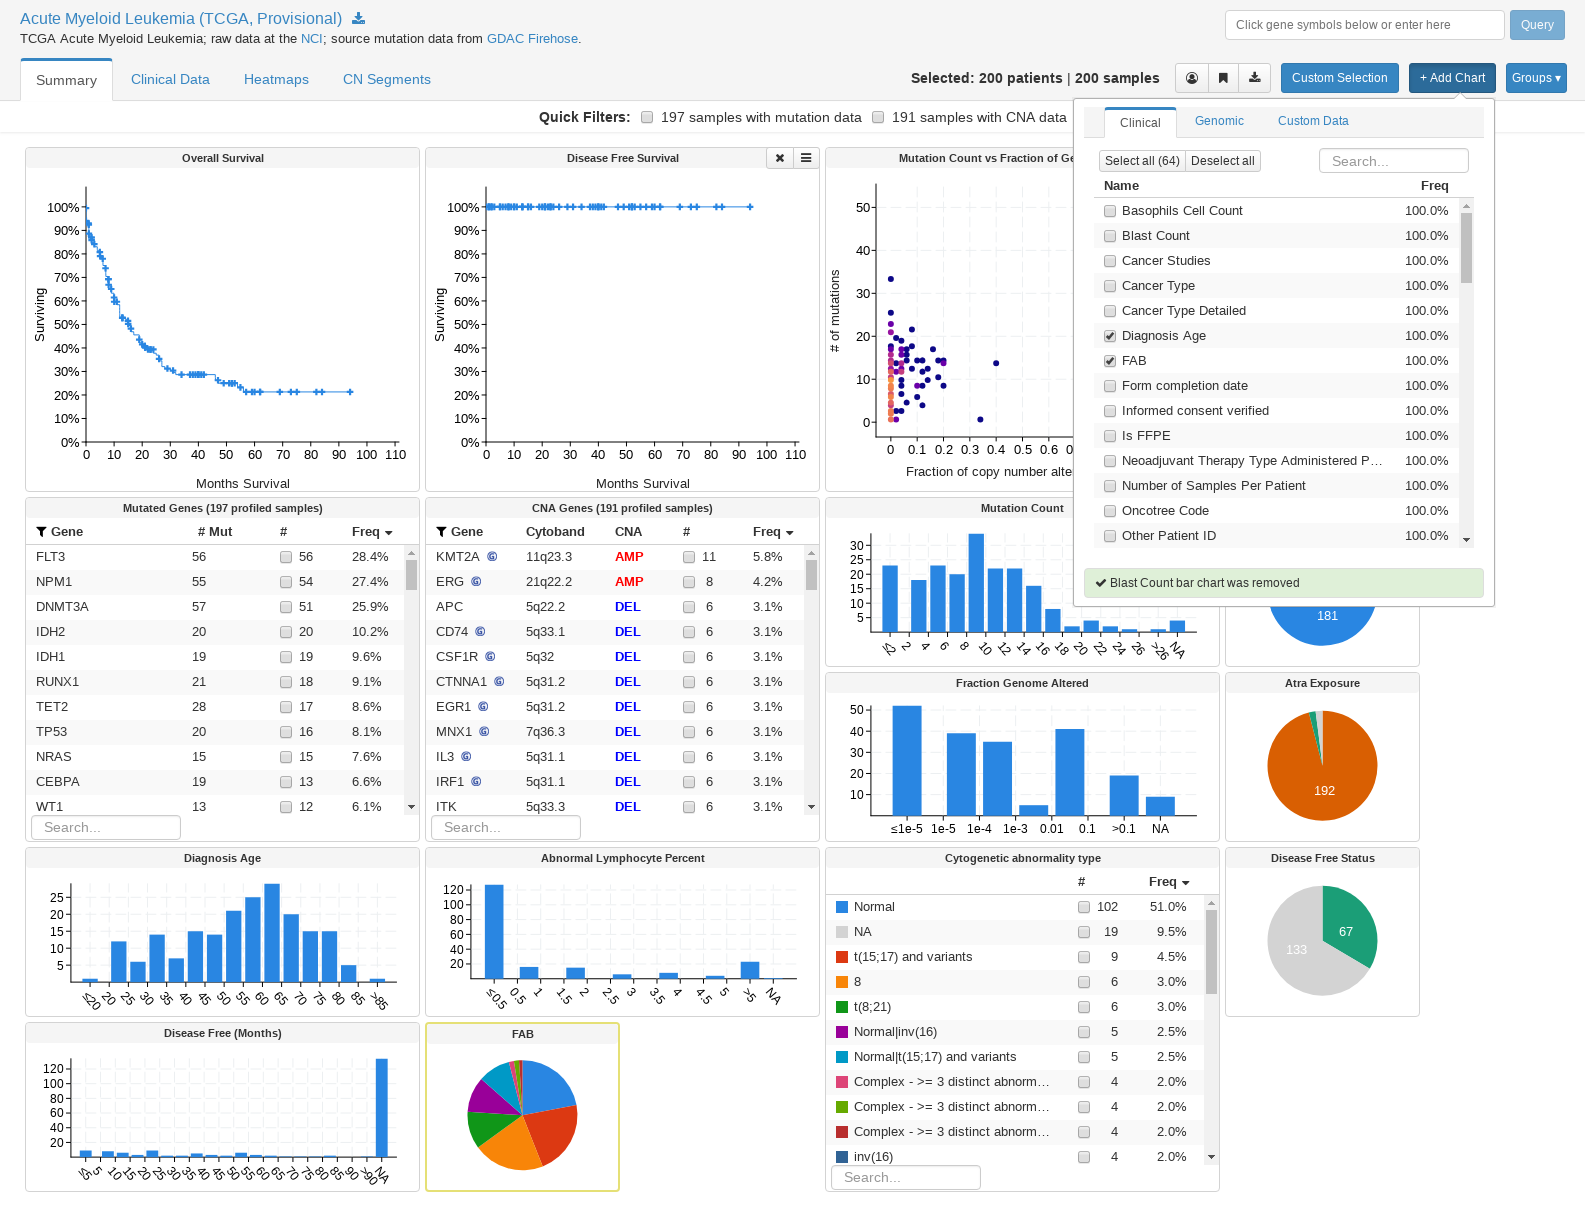 Acute Myeloid Leukemia (TCGA, Provisional)
TCGA Acute Myeloid Leukemia; raw data at the NCI; source mutation data from GDAC Firehose.
Click gene symbols below or enter here
Query
Summary
Clinical Data
Heatmaps
CN Segments
Selected: 200 patients | 200 samples
Custom Selection
+ Add Chart
Groups ▾
Quick Filters:
197 samples with mutation data
191 samples with CNA data
Clinical
Genomic
Custom Data
Select all (64)
Deselect all
Search...
Name Freq
Basophils Cell Count 100.0%
Blast Count 100.0%
Cancer Studies 100.0%
Cancer Type 100.0%
Cancer Type Detailed 100.0%
Diagnosis Age 100.0%
FAB 100.0%
Form completion date 100.0%
Informed consent verified 100.0%
Is FFPE 100.0%
Neoadjuvant Therapy Type Administered P… 100.0%
Number of Samples Per Patient 100.0%
Oncotree Code 100.0%
Other Patient ID 100.0%
Blast Count bar chart was removed
Overall Survival
Surviving
100%
90%
80%
70%
60%
50%
40%
30%
20%
10%
0%
0 10 20 30 40 50 60 70 80 90 100 110
Months Survival
Disease Free Survival
Surviving
100%
90%
80%
70%
60%
50%
40%
30%
20%
10%
0%
0 10 20 30 40 50 60 70 80 90 100 110
Months Survival
Mutation Count vs Fraction of Ge
# of mutations
50
40
30
20
10
0
0 0.1 0.2 0.3 0.4 0.5 0.6 0
Fraction of copy number alte
Mutated Genes (197 profiled samples)
Gene # Mut # Freq
FLT3 56 56 28.4%
NPM1 55 54 27.4%
DNMT3A 57 51 25.9%
IDH2 20 20 10.2%
IDH1 19 19 9.6%
RUNX1 21 18 9.1%
TET2 28 17 8.6%
TP53 20 16 8.1%
NRAS 15 15 7.6%
CEBPA 19 13 6.6%
WT1 13 12 6.1%
Search...
CNA Genes (191 profiled samples)
Gene Cytoband CNA # Freq
KMT2A G 11q23.3 AMP 11 5.8%
ERG G 21q22.2 AMP 8 4.2%
APC 5q22.2 DEL 6 3.1%
CD74 G 5q33.1 DEL 6 3.1%
CSF1R G 5q32 DEL 6 3.1%
CTNNA1 G 5q31.2 DEL 6 3.1%
EGR1 G 5q31.2 DEL 6 3.1%
MNX1 G 7q36.3 DEL 6 3.1%
IL3 G 5q31.1 DEL 6 3.1%
IRF1 G 5q31.1 DEL 6 3.1%
ITK 5q33.3 DEL 6 3.1%
Search...
Mutation Count
30
25
20
15
10
5
≤2 2 4 6 8 10 12 14 16 18 20 22 24 26 >26 NA
181
Fraction Genome Altered
50
40
30
20
10
≤1e-5 1e-5 1e-4 1e-3 0.01 0.1 >0.1 NA
Atra Exposure
192
Diagnosis Age
25
20
15
10
5
≤20 20 25 30 35 40 45 50 55 60 65 70 75 80 85 >85
Abnormal Lymphocyte Percent
120
100
80
60
40
20
≤0.5 0.5 1 1.5 2 2.5 3 3.5 4 4.5 5 >5 NA
Cytogenetic abnormality type
# Freq
Normal 102 51.0%
NA 19 9.5%
t(15;17) and variants 9 4.5%
8 6 3.0%
t(8;21) 6 3.0%
Normal|inv(16) 5 2.5%
Normal|t(15;17) and variants 5 2.5%
Complex - >= 3 distinct abnorm… 4 2.0%
Complex - >= 3 distinct abnorm… 4 2.0%
Complex - >= 3 distinct abnorm… 4 2.0%
inv(16) 4 2.0%
Search...
Disease Free Status
67
133
Disease Free (Months)
120
100
80
60
40
20
≤5 5 10 15 20 25 30 35 40 45 50 55 60 65 70 75 80 85 90 >90 NA
FAB